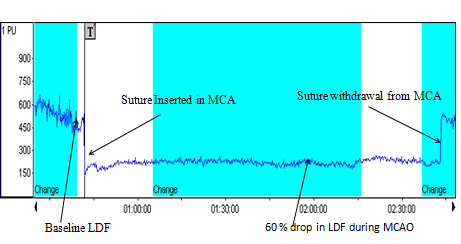 1 PU
T
900
750
600
450
300
150
Suture Inserted in MCA
Suture withdrawal from MCA
Change
Change
Change
01:00:00
01:30:00
02:00:00
02:30:00
Baseline LDF
60 % drop in LDF during MCAO